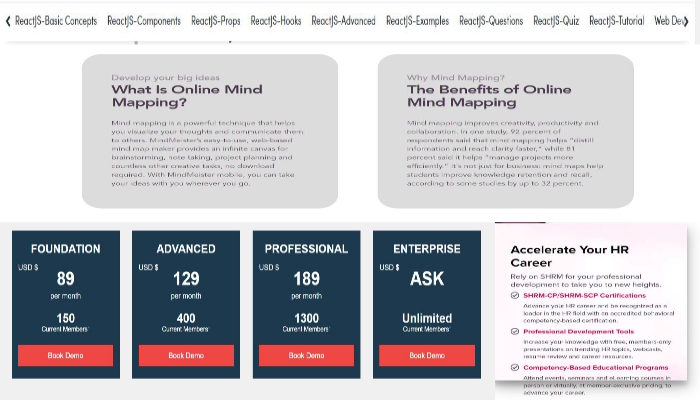 ReactJS-Basic Concepts ReactJS-Components ReactJS-Props ReactJS-Hooks ReactJS-Advanced ReactJS-Examples ReactJS-Questions ReactJS-Quiz ReactJS-Tutorial Web Dev
Develop your big ideas
What Is Online Mind
Mapping?
Mind mapping is a powerful technique that helps
you visualize your thoughts and communicate them
to others. MindMeister's easy-to-use, web-based
mind map maker provides an infinite canvas for
brainstorming, note taking, project planning and
countless other creative tasks, no download
required. With MindMeister mobile, you can take
your ideas with you wherever you go.
Why Mind Mapping?
The Benefits of Online
Mind Mapping
Mind mapping improves creativity, productivity and
collaboration. In one study, 92 percent of
respondents said that mind mapping helps "distill
information and reach clarity faster," while 81
percent said it helps "manage projects more
efficiently." It's not just for business: mind maps help
students improve knowledge retention and recall,
according to some studies by up to 32 percent.
FOUNDATION
USD $
89
per month
150
Current Members*
Book Demo
ADVANCED
USD $
129
per month
400
Current Members*
Book Demo
PROFESSIONAL
USD $
189
per month
1300
Current Members*
Book Demo
ENTERPRISE
USD $
ASK
Unlimited
Current Members*
Book Demo
Accelerate Your HR
Career
Rely on SHRM for your professional
development to take you to new heights.
SHRM-CP/SHRM-SCP Certifications
Advance your HR career and be recognized as a
leader in the HR field with an accredited behavioral
competency-based certification.
Professional Development Tools
Increase your knowledge with free, members-only
presentations on trending HR topics, webcasts,
resume review and career resources.
Competency-Based Educational Programs
Attend events, seminars and eLearning courses in
person or virtually, at member-exclusive pricing, to
advance your career.